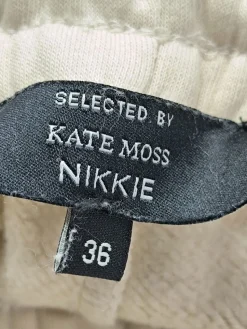 SELECTED BY
KATE MOSS
NIKKIE
36